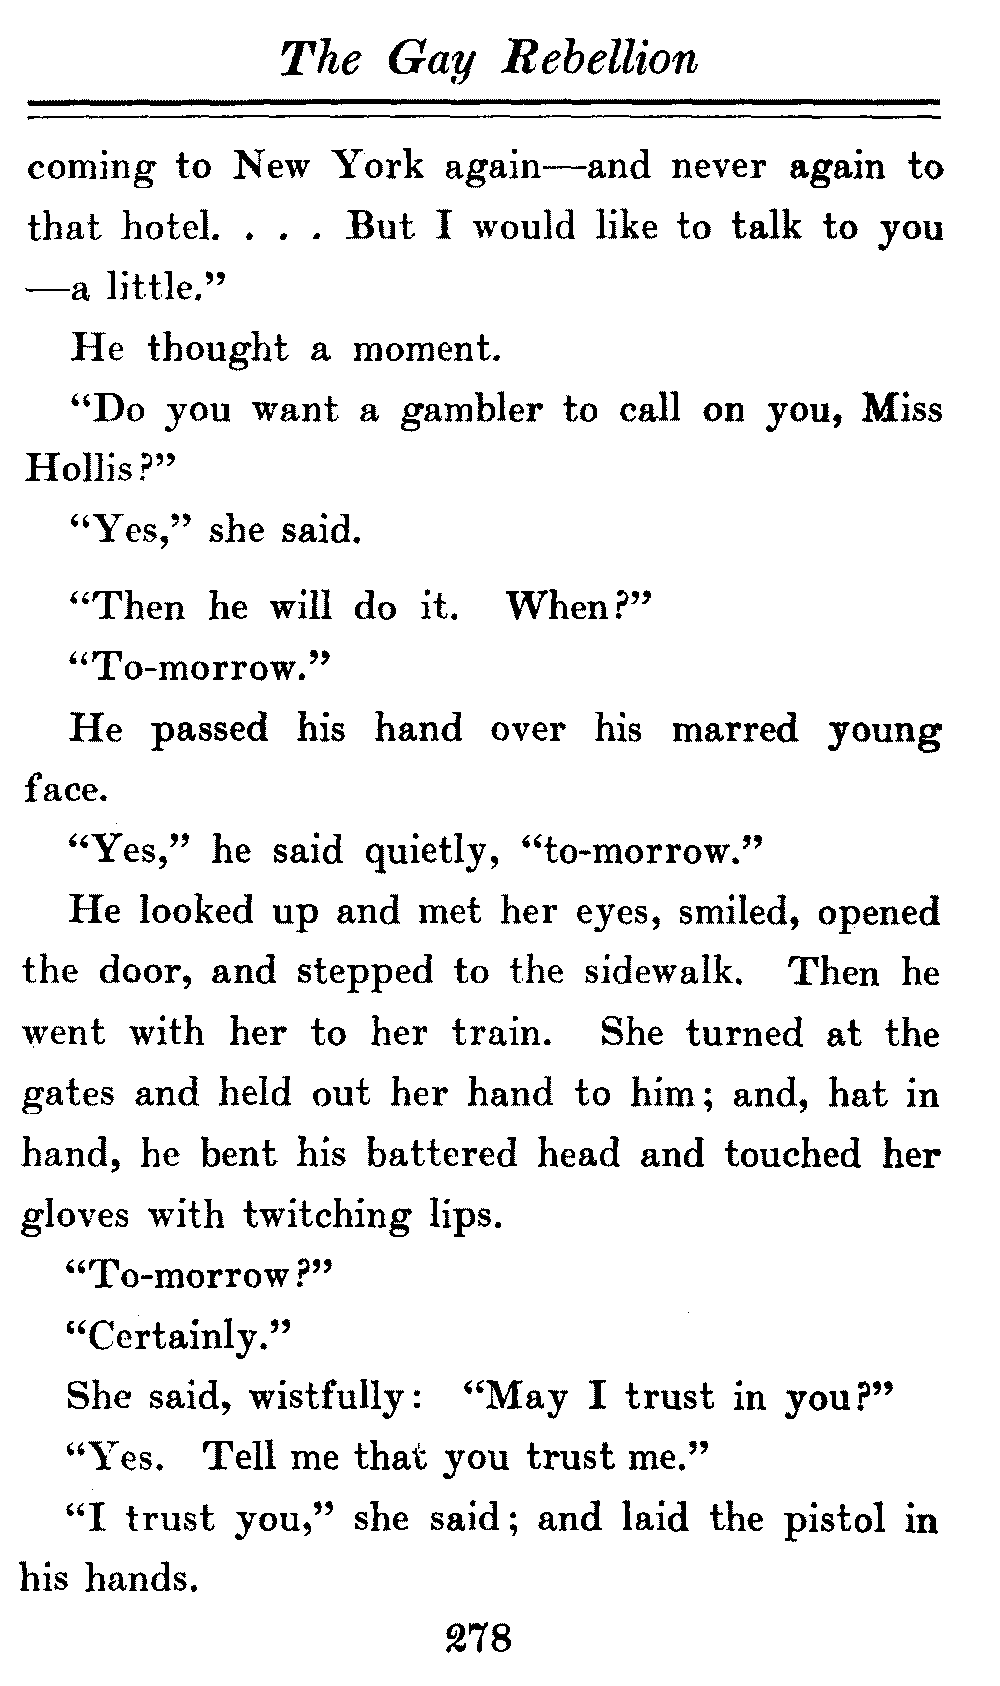 The Gay Rebellion
coming to New York again—and never again to
that hotel. . . . But I would like to talk to you
—a little.”
He thought a moment.
“Do you want a gambler to call on you, Miss
Hollis?”
“Yes,” she said.
“Then he will do it. When?”
“To-morrow.”
He passed his hand over his marred young
face.
“Yes,” he said quietly, “to-morrow.”
He looked up and met her eyes, smiled, opened
the door, and stepped to the sidewalk. Then he
went with her to her train. She turned at the
gates and held out her hand to him; and, hat in
hand, he bent his battered head and touched her
gloves with twitching lips.
“To-morrow?”
“Certainly.”
She said, wistfully: “May I trust in you?”
“Yes. Tell me that you trust me.”
“I trust you,” she said; and laid the pistol in
his hands.
278